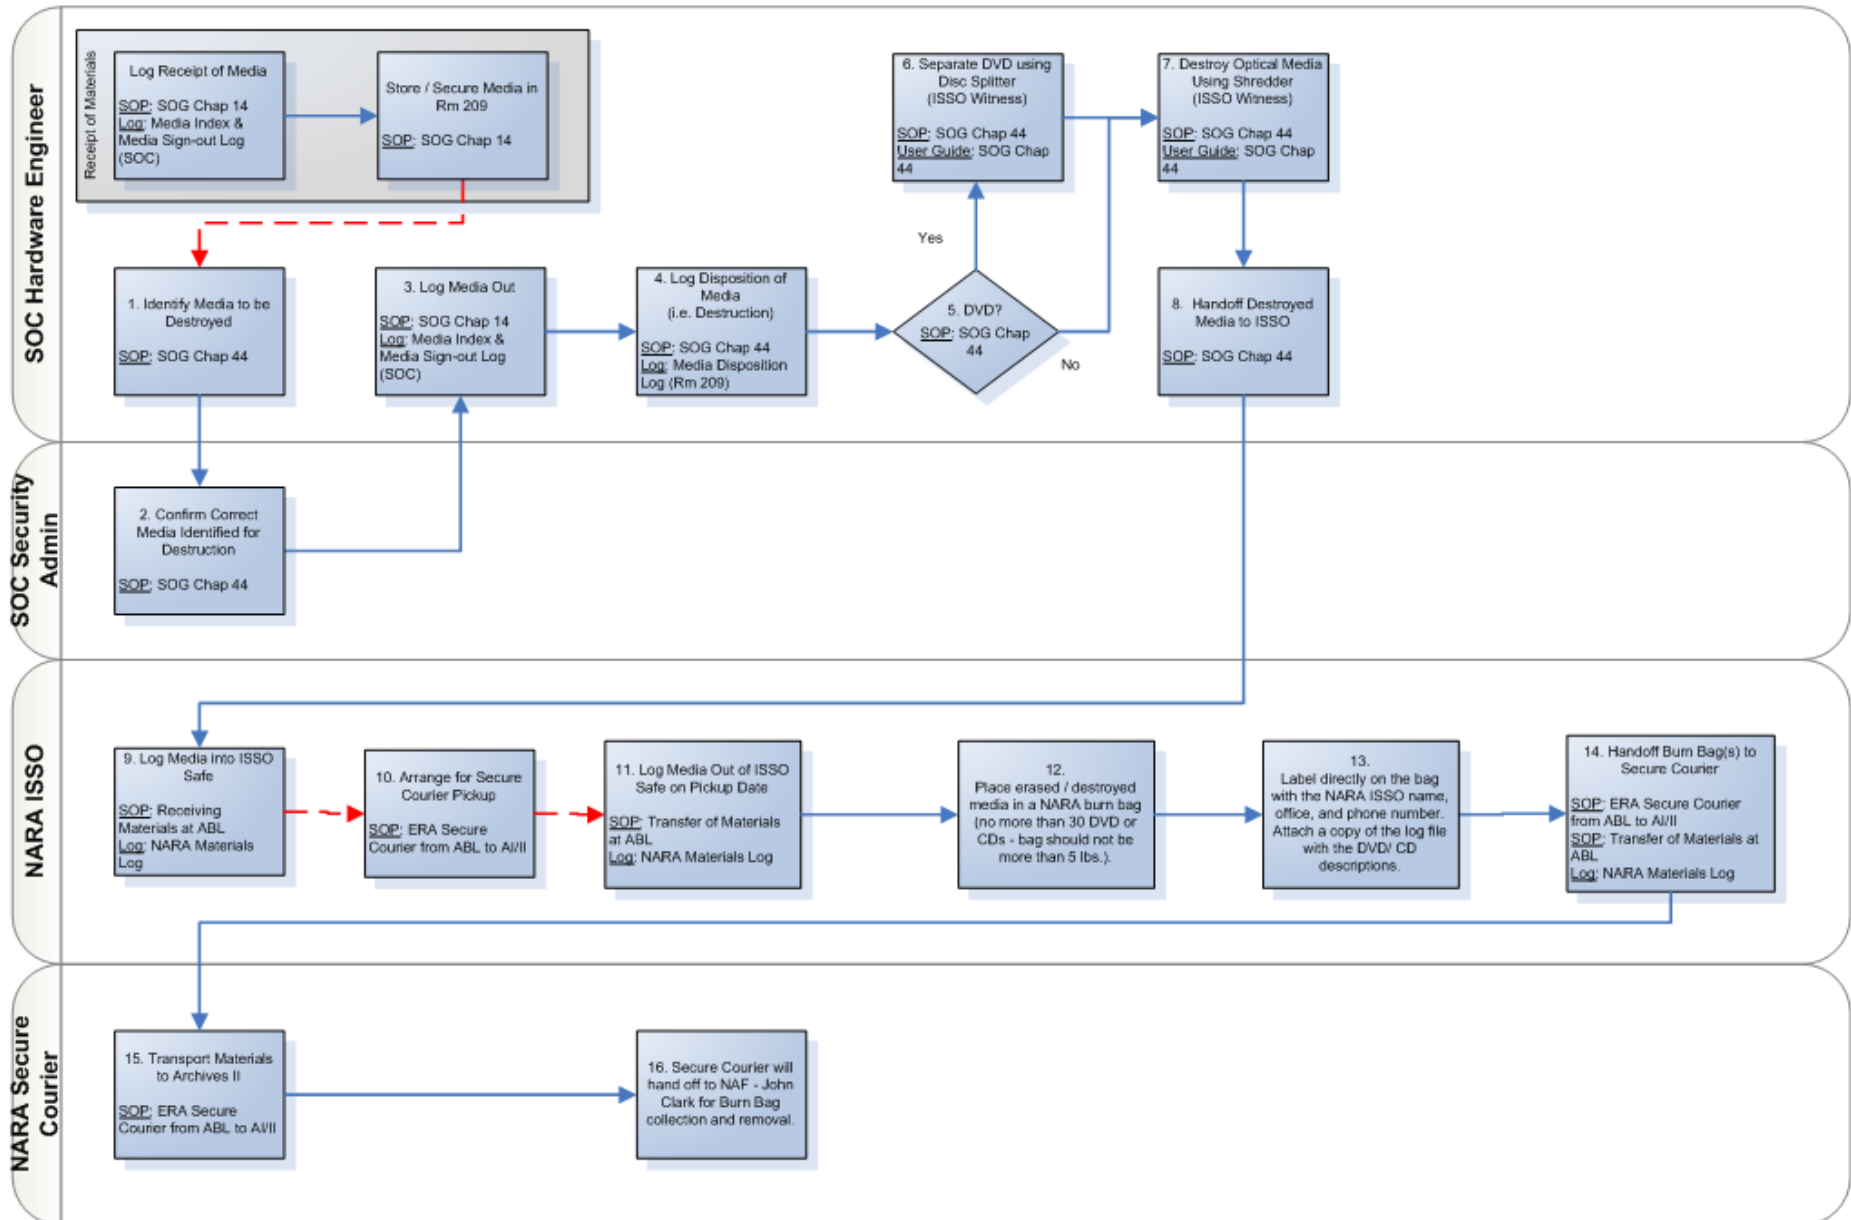 SOC Hardware Engineer
Receipt of Materials
Log Receipt of Media
SOP: SOG Chap 14
Log: Media Index &
Media Sign-out Log
(SOC)
Store / Secure Media in
Rm 209
SOP: SOG Chap 14
1. Identify Media to be
Destroyed
SOP: SOG Chap 44
3. Log Media Out
SOP: SOG Chap 14
Log: Media Index &
Media Sign-out Log
(SOC)
4. Log Disposition of
Media
(i.e. Destruction)
SOP: SOG Chap 44
Log: Media Disposition
Log (Rm 209)
5. DVD?
SOP: SOG Chap
44
Yes
No
6. Separate DVD using
Disc Splitter
(ISSO Witness)
SOP: SOG Chap 44
User Guide: SOG Chap
44
7. Destroy Optical Media
Using Shredder
(ISSO Witness)
SOP: SOG Chap 44
User Guide: SOG Chap
44
8. Handoff Destroyed
Media to ISSO
SOP: SOG Chap 44
SOC Security
Admin
2. Confirm Correct
Media Identified for
Destruction
SOP: SOG Chap 44
NARA ISSO
9. Log Media into ISSO
Safe
SOP: Receiving
Materials at ABL
Log: NARA Materials
Log
10. Arrange for Secure
Courier Pickup
SOP: ERA Secure
Courier from ABL to AI/II
11. Log Media Out of ISSO
Safe on Pickup Date
SOP: Transfer of Materials
at ABL
Log: NARA Materials Log
12.
Place erased / destroyed
media in a NARA burn bag
(no more than 30 DVD or
CDs - bag should not be
more than 5 lbs.).
13.
Label directly on the bag
with the NARA ISSO name,
office, and phone number.
Attach a copy of the log file
with the DVD/ CD
descriptions.
14. Handoff Burn Bag(s) to
Secure Courier
SOP: ERA Secure Courier
from ABL to AI/II
SOP: Transfer of Materials at
ABL
Log: NARA Materials Log
NARA Secure
Courier
15. Transport Materials
to Archives II
SOP: ERA Secure
Courier from ABL to AI/II
16. Secure Courier will
hand off to NAF - John
Clark for Burn Bag
collection and removal.